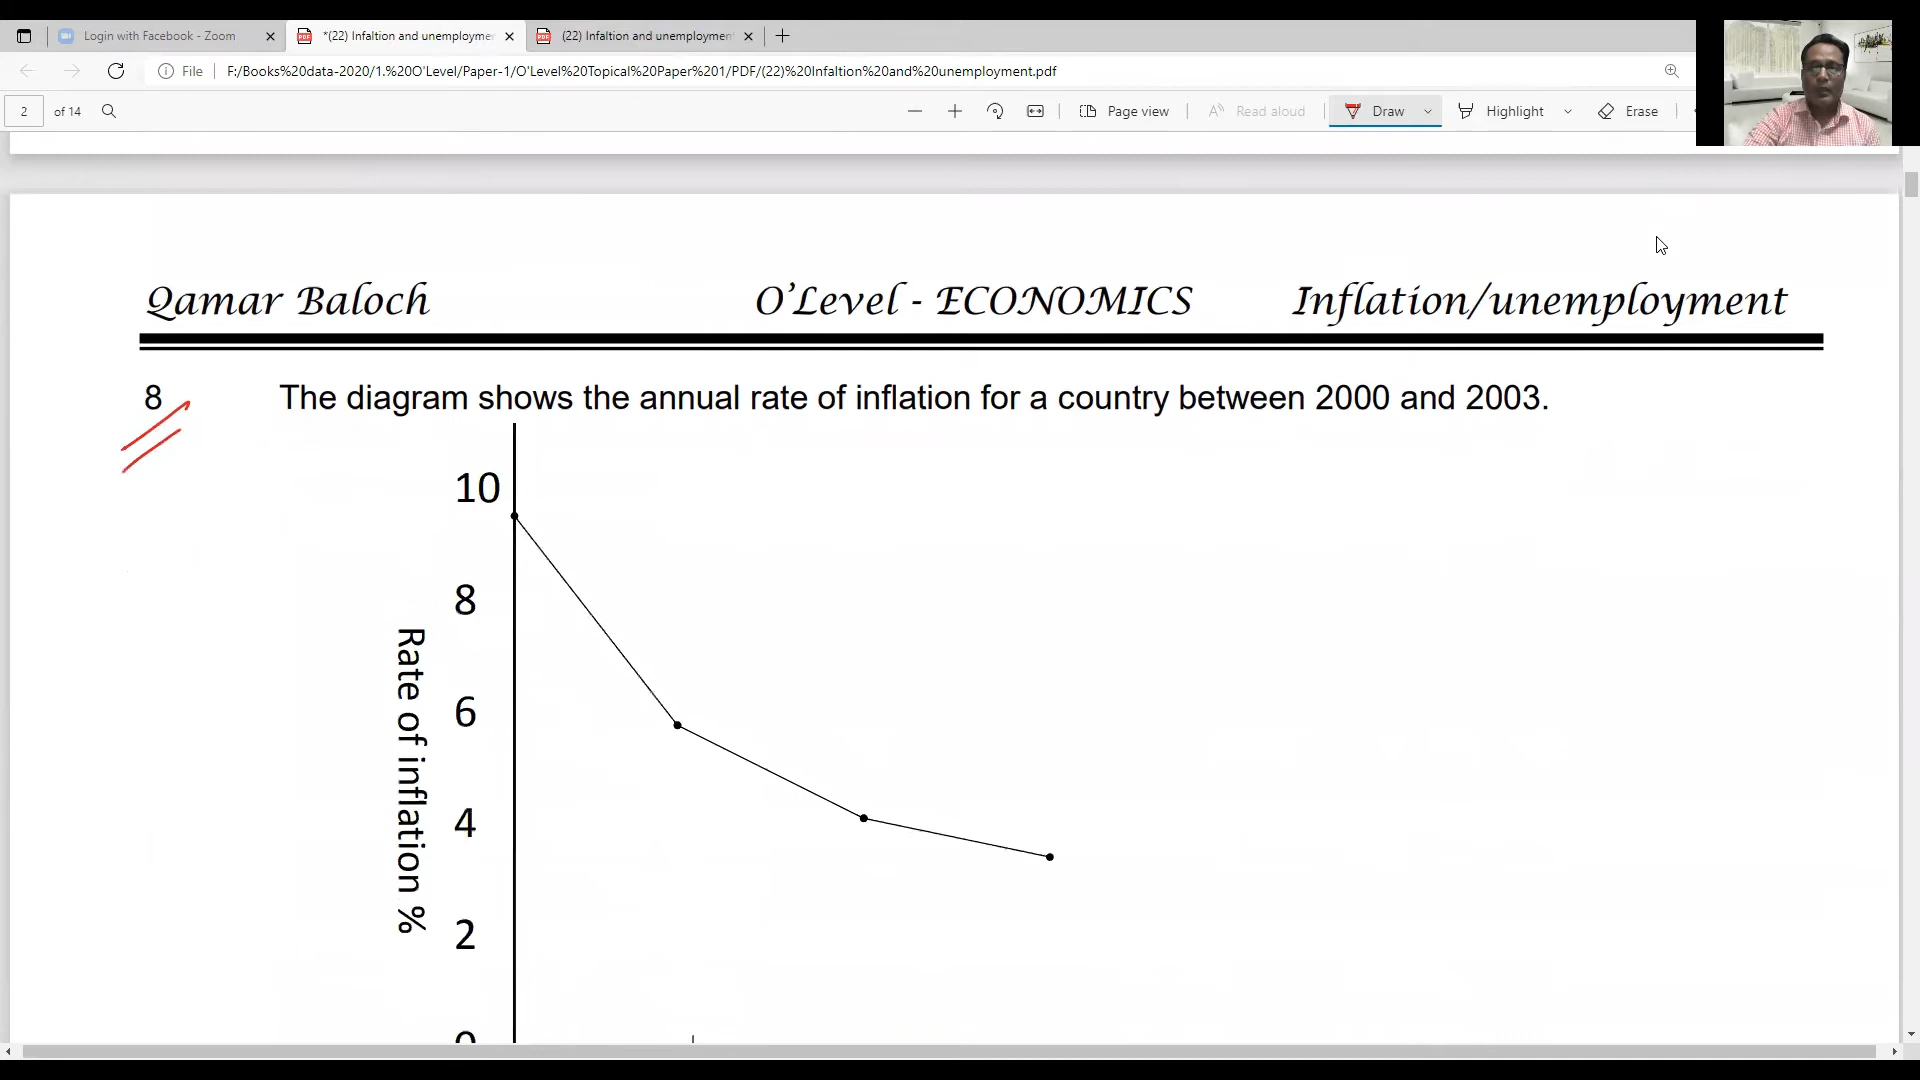 Login with Facebook - Zoom
*(22) Infaltion and unemployme
(22) Infaltion and unemployment
File
F:/Books%20data-2020/1.%20O'Level/Paper-1/O'Level%20Topical%20Paper%201/PDF/(22)%20Infaltion%20and%20unemployment.pdf
2 of 14
Page view
Read aloud
Draw
Highlight
Erase
Qamar Baloch O'Level - ECONOMICS Inflation/unemployment
8 The diagram shows the annual rate of inflation for a country between 2000 and 2003.
10
8
6
4
2
0
Rate of inflation %